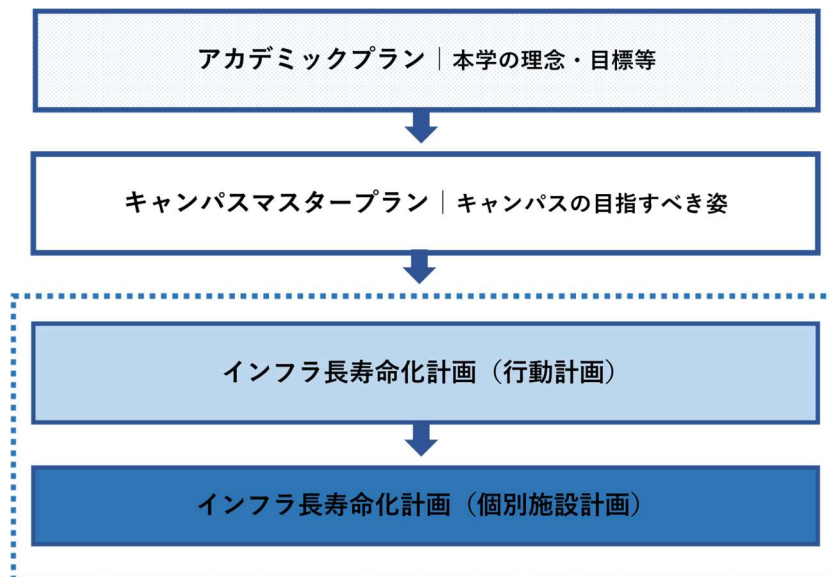 アカデミックプラン｜本学の理念・目標等
キャンパスマスタープラン｜キャンパスの目指すべき姿
インフラ長寿命化計画（行動計画）
インフラ長寿命化計画（個別施設計画）